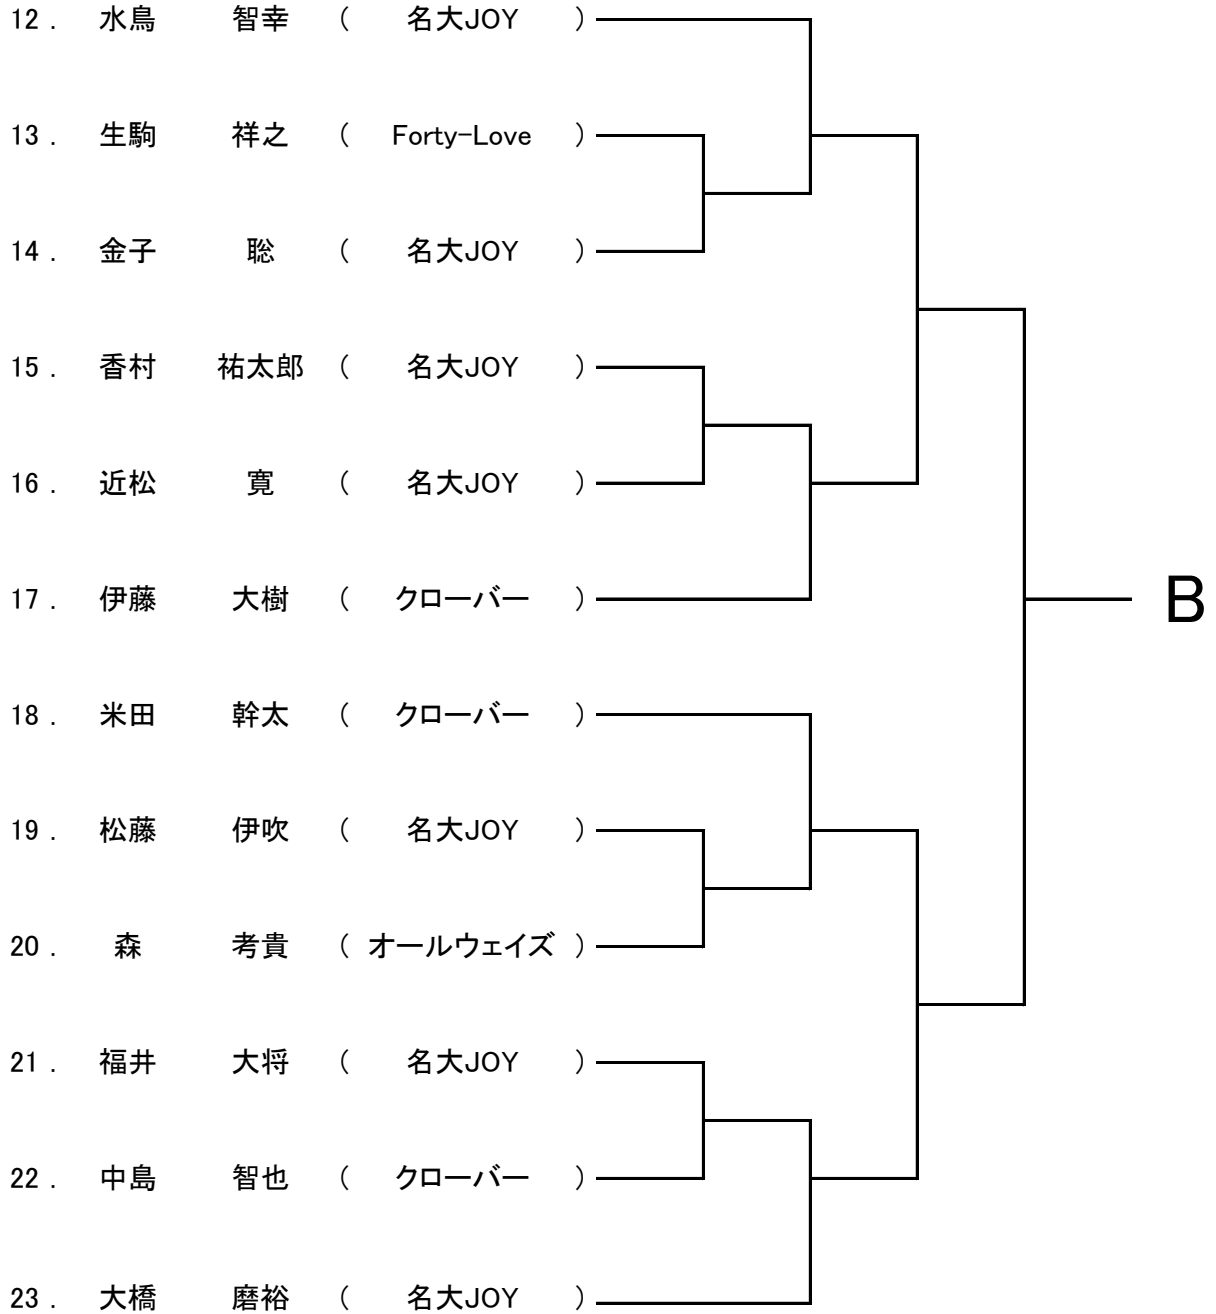 12． 水鳥 智幸 （ 名大JOY ）
13． 生駒 祥之 （ Forty-Love ）
14． 金子 聡 （ 名大JOY ）
15． 香村 祐太郎 （ 名大JOY ）
16． 近松 寛 （ 名大JOY ）
17． 伊藤 大樹 （ クローバー ）
B
18． 米田 幹太 （ クローバー ）
19． 松藤 伊吹 （ 名大JOY ）
20． 森 考貴 （ オールウェイズ ）
21． 福井 大将 （ 名大JOY ）
22． 中島 智也 （ クローバー ）
23． 大橋 磨裕 （ 名大JOY ）